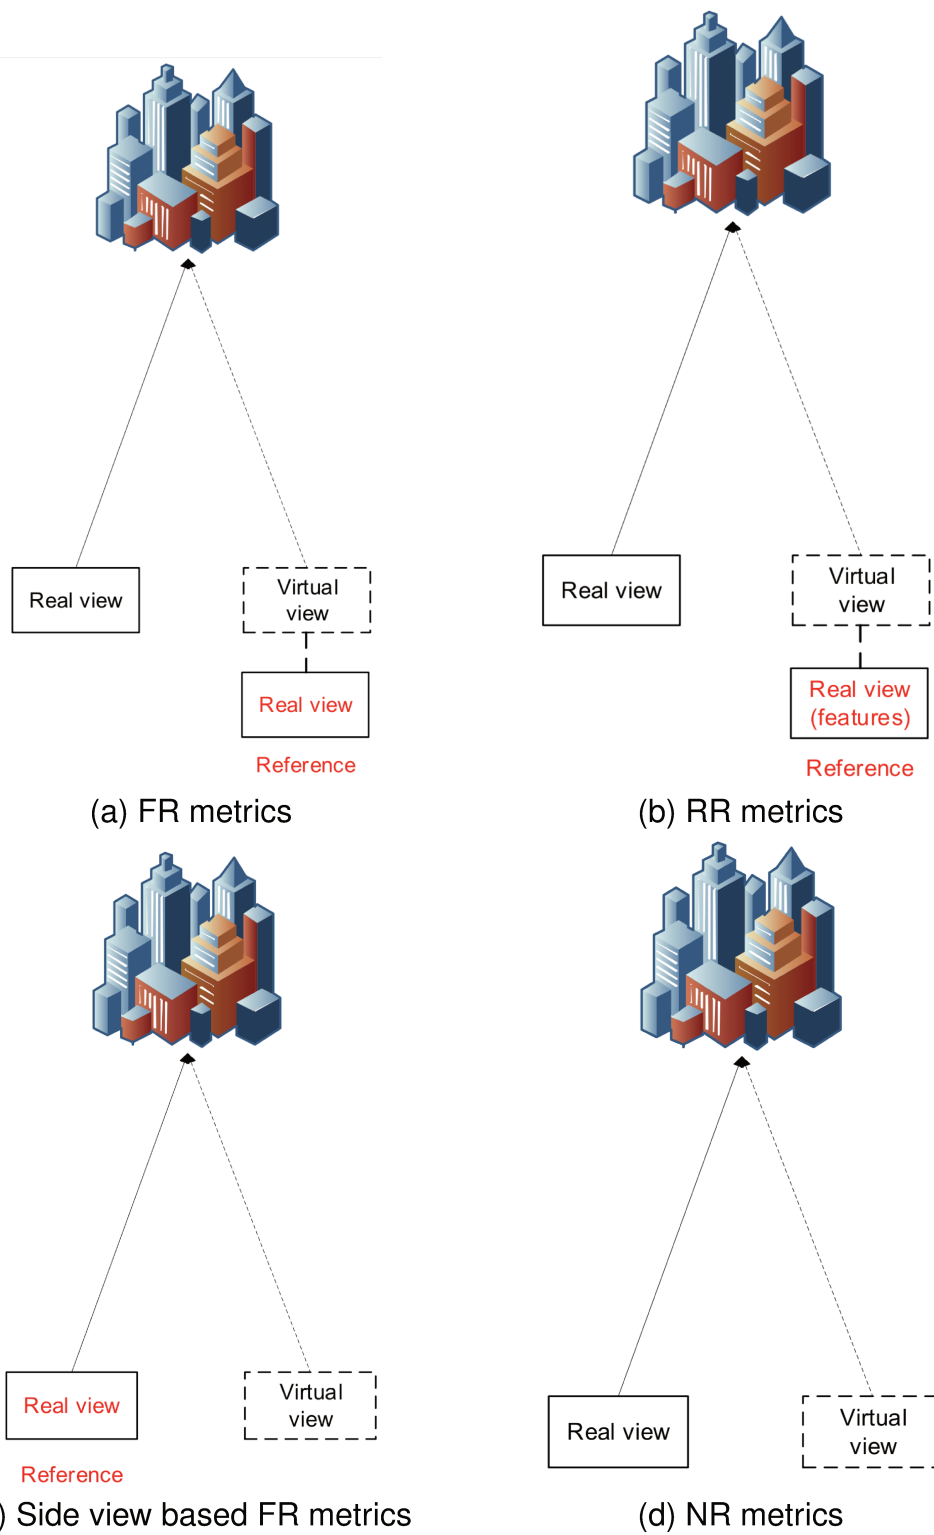 Real view
Virtual
view
Real view
Reference
(a) FR metrics
Real view
Virtual
view
Real view
(features)
Reference
(b) RR metrics
Real view
Virtual
view
Reference
) Side view based FR metrics
Real view
Virtual
view
(d) NR metrics